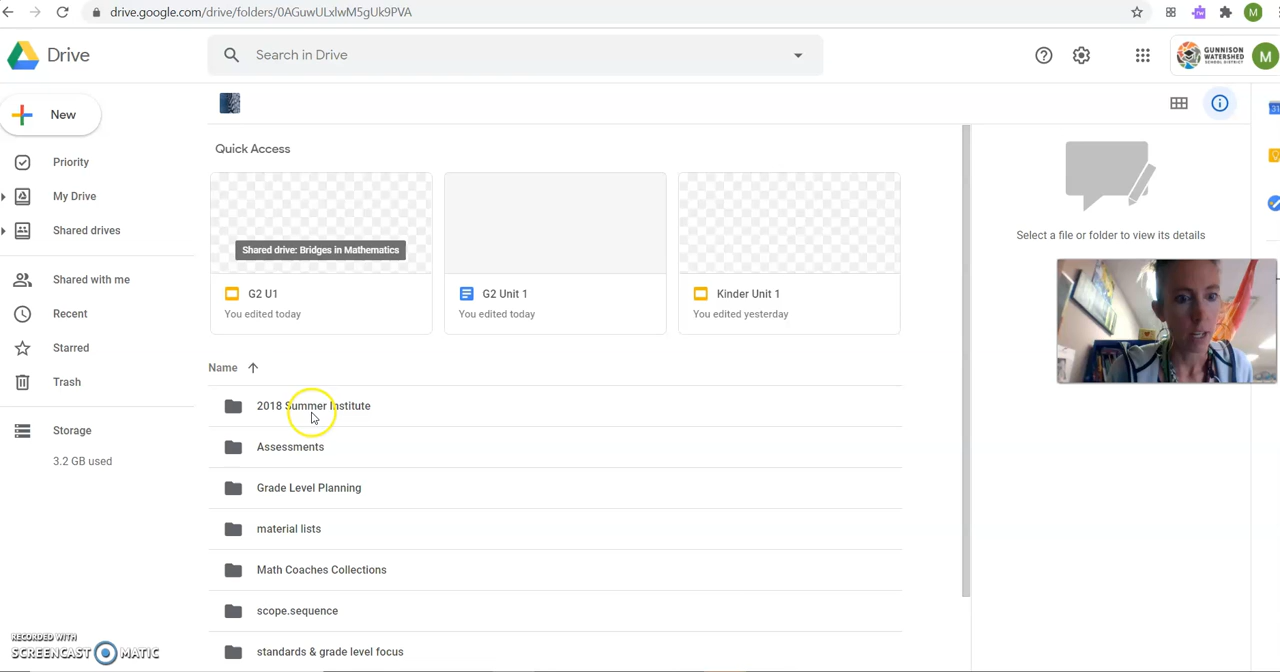 drive.google.com/drive/folders/0AGuwULxlwM5gUk9PVA
M
Drive
Search in Drive
GUNNISON
WATERSHED
SCHOOL DISTRICT
M
New
Quick Access
Priority
My Drive
Shared drives
Shared with me
Recent
Starred
Trash
Storage
3.2 GB used
Shared drive: Bridges in Mathematics
G2 U1
You edited today
G2 Unit 1
You edited today
Kinder Unit 1
You edited yesterday
Name
2018 Summer Institute
Assessments
Grade Level Planning
material lists
Math Coaches Collections
scope.sequence
standards & grade level focus
Select a file or folder to view its details
31
RECORDED WITH
SCREENCAST MATIC